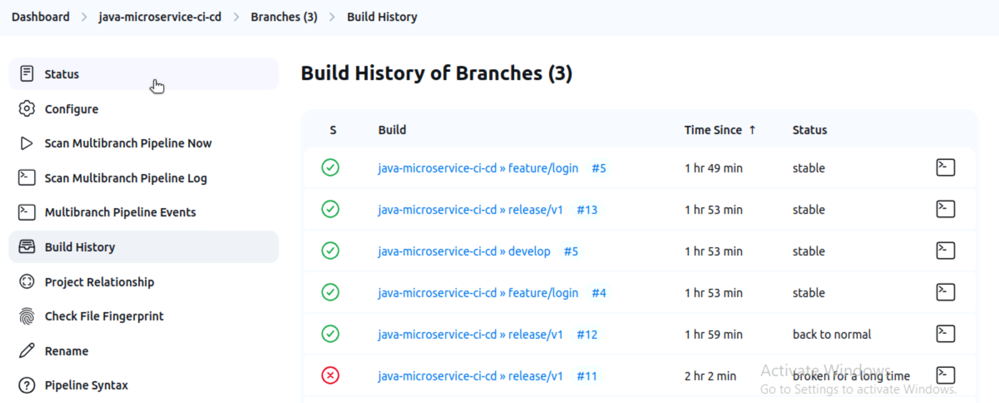 Dashboard > java-microservice-ci-cd > Branches (3) > Build History
Status
Configure
Scan Multibranch Pipeline Now
Scan Multibranch Pipeline Log
Multibranch Pipeline Events
Build History
Project Relationship
Check File Fingerprint
Rename
Pipeline Syntax
Build History of Branches (3)
S Build Time Since ↑ Status
java-microservice-ci-cd » feature/login #5 1 hr 49 min stable
java-microservice-ci-cd » release/v1 #13 1 hr 53 min stable
java-microservice-ci-cd » develop #5 1 hr 53 min stable
java-microservice-ci-cd » feature/login #4 1 hr 53 min stable
java-microservice-ci-cd » release/v1 #12 1 hr 59 min back to normal
java-microservice-ci-cd » release/v1 #11 2 hr 2 min broken for a long time
Activate Windows
Go to Settings to activate Windows.